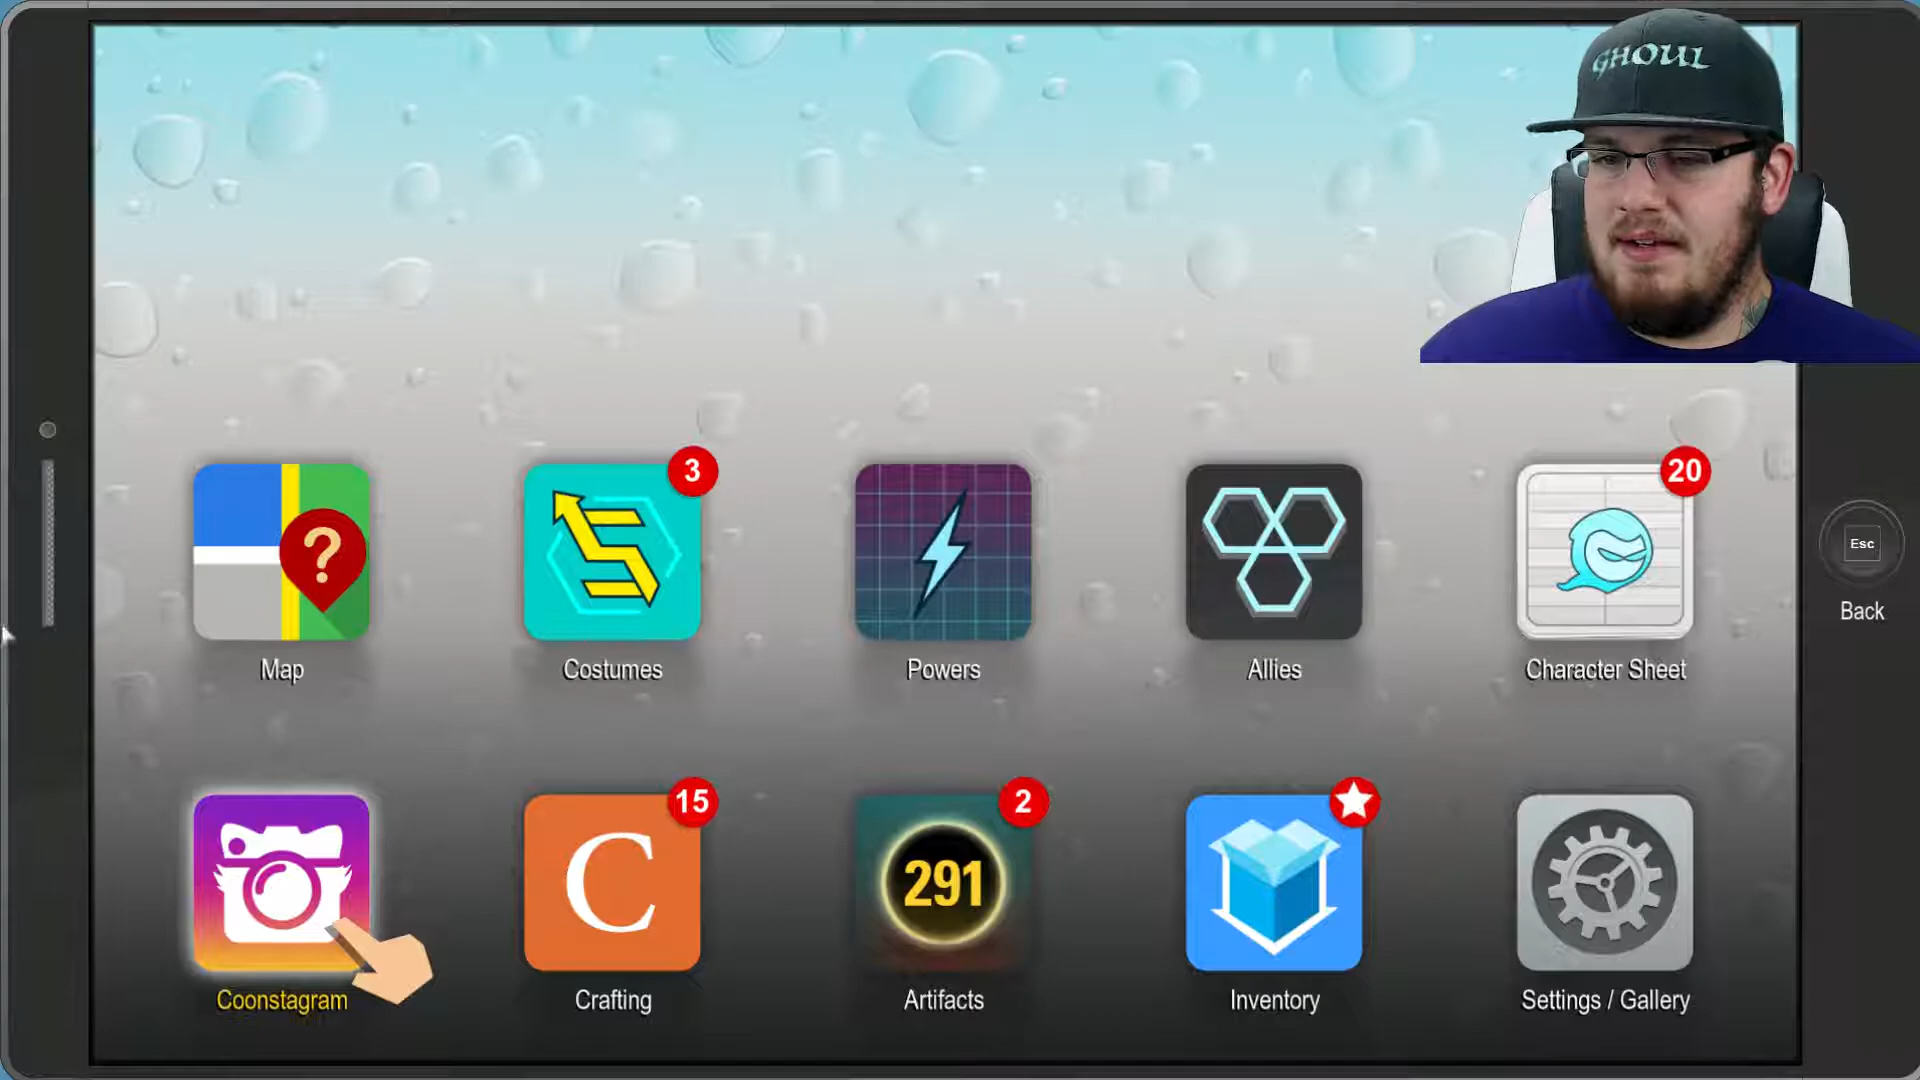 GHOUL
3
20
?
Esc
Map
Costumes
Powers
Allies
Character Sheet
Back
15
2
C
291
Coonstagram
Crafting
Artifacts
Inventory
Settings / Gallery